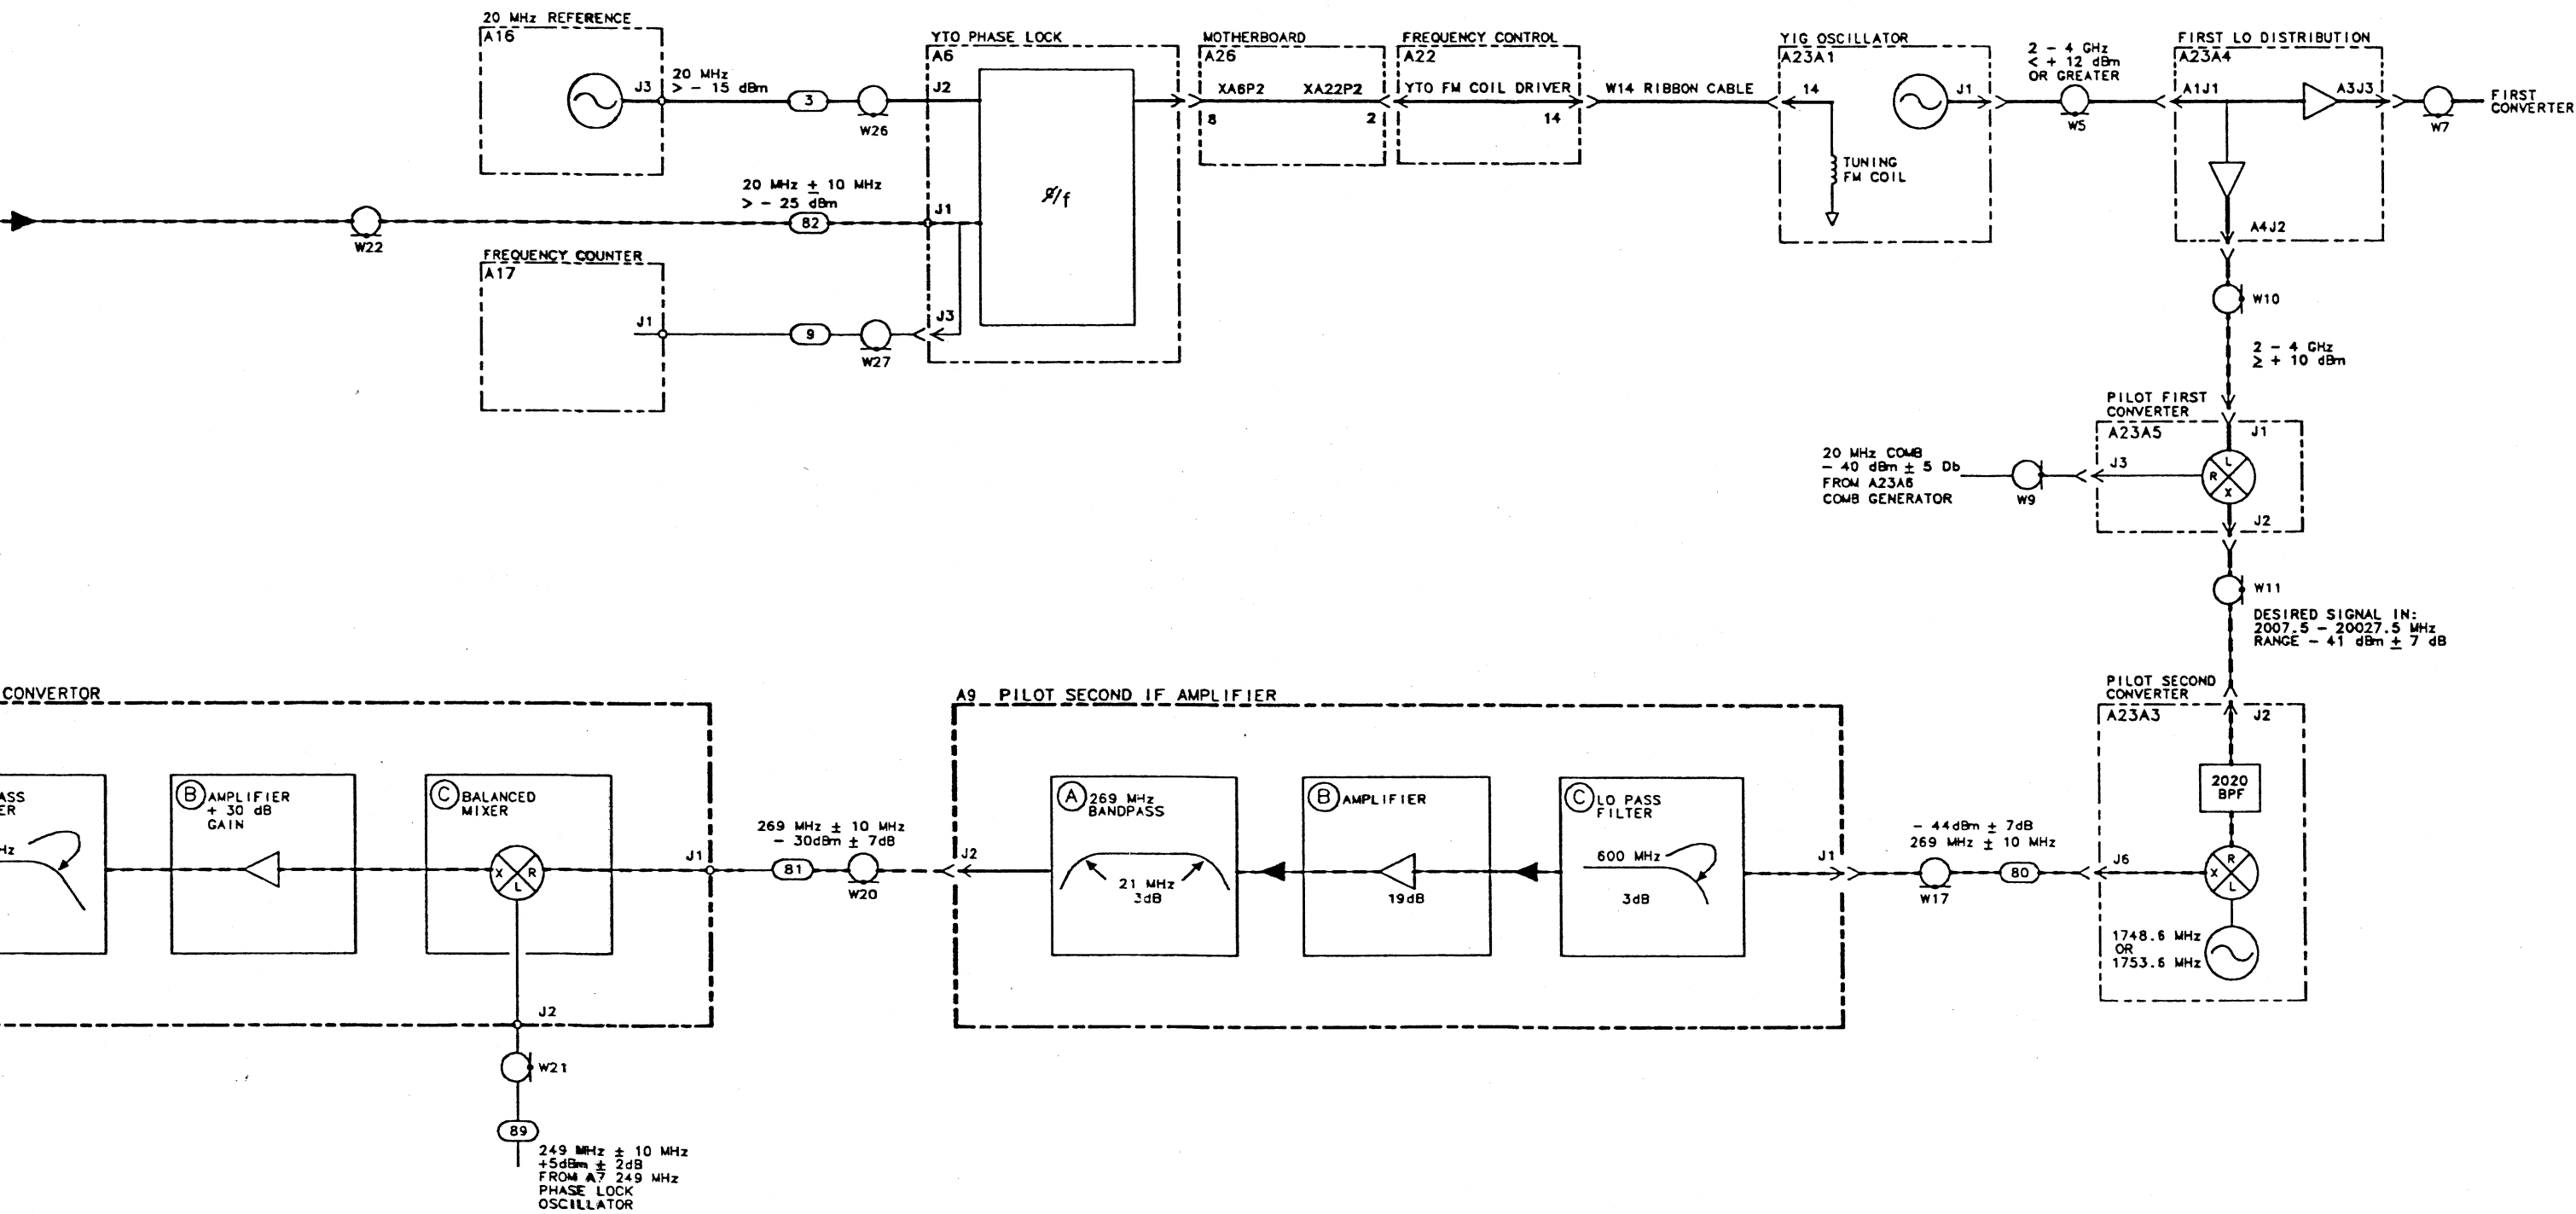 20 MHz REFERENCE
A16
J3
20 MHz
> - 15 dBm
3
W26
YTO PHASE LOCK
A6
J2
ø/f
MOTHERBOARD
A26
XA6P2
XA22P2
8
2
FREQUENCY CONTROL
A22
YTO FM COIL DRIVER
14
W14 RIBBON CABLE
YIG OSCILLATOR
A23A1
14
J1
TUNING
FM COIL
2 - 4 GHz
< + 12 dBm
OR GREATER
W5
FIRST LO DISTRIBUTION
A23A4
A1J1
A3J3
A4J2
W7
FIRST
CONVERTER
W22
20 MHz ± 10 MHz
> - 25 dBm
82
J1
FREQUENCY COUNTER
A17
J1
9
W27
J3
W10
2 - 4 GHz
≥ + 10 dBm
PILOT FIRST
CONVERTER
A23A5
J1
L
R
X
J3
J2
20 MHz COMB
- 40 dBm ± 5 Db
FROM A23A6
COMB GENERATOR
W9
W11
DESIRED SIGNAL IN:
2007.5 - 20027.5 MHz
RANGE - 41 dBm ± 7 dB
CONVERTOR
ASS
ER
Hz
B AMPLIFIER
+ 30 dB
GAIN
C BALANCED
MIXER
X
R
L
J1
J2
269 MHz ± 10 MHz
- 30dBm ± 7dB
81
W20
W21
89
249 MHz ± 10 MHz
+5dBm ± 2dB
FROM A7 249 MHz
PHASE LOCK
OSCILLATOR
A9 PILOT SECOND IF AMPLIFIER
J2
A 269 MHz
BANDPASS
21 MHz
3dB
B AMPLIFIER
19dB
C LO PASS
FILTER
600 MHz
3dB
J1
- 44dBm ± 7dB
269 MHz ± 10 MHz
W17
80
PILOT SECOND
CONVERTER
A23A3
J2
2020
BPF
J6
R
X
L
1748.6 MHz
OR
1753.6 MHz